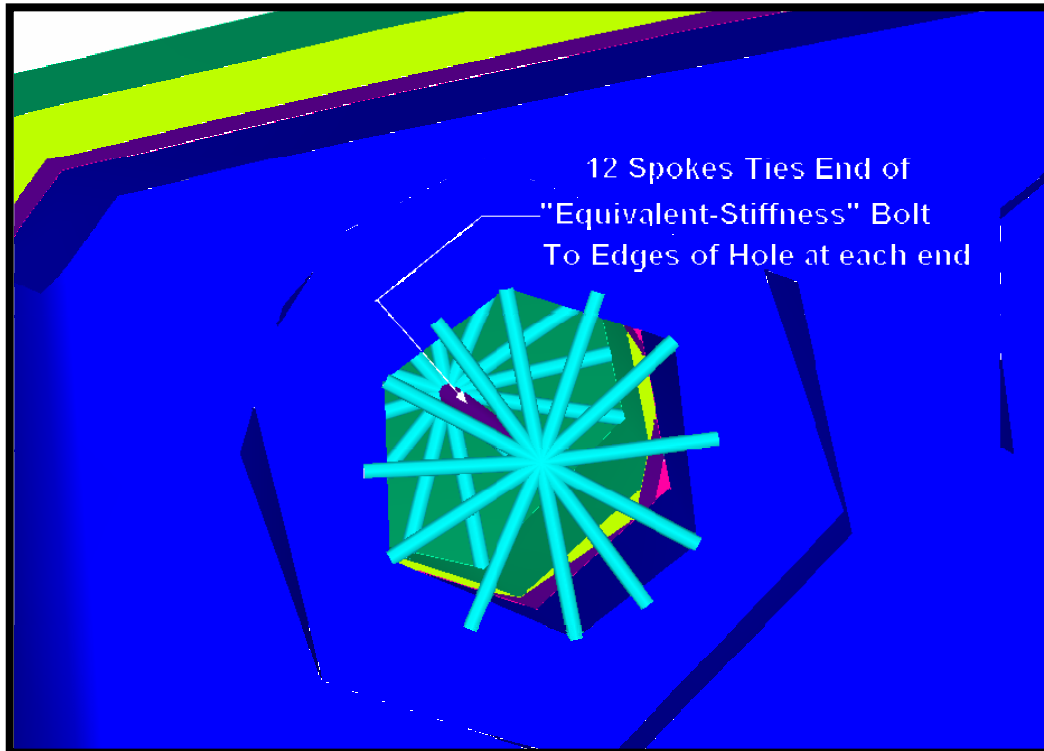 12 Spokes Ties End of
"Equivalent-Stiffness" Bolt
To Edges of Hole at each end